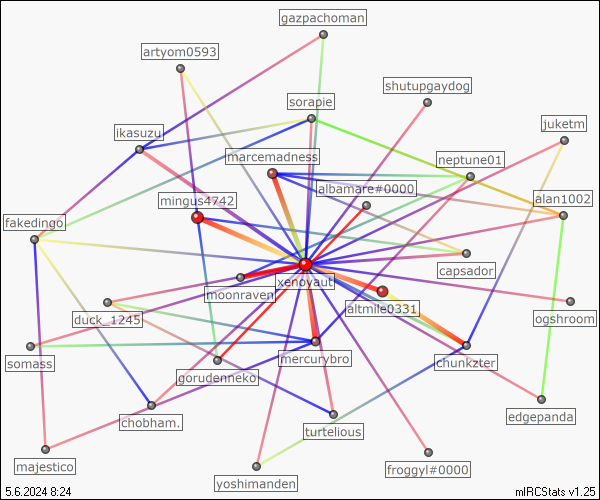 gazpachoman
artyom0593
shutupgaydog
sorapie
juketm
ikasuzu
marcemadness
neptune01
albamare#0000
mingus4742
alan1002
fakedingo
capsador
xenoyaut
moonraven
altmile0331
ogshroom
duck_1245
mercurybro
somass
chunkzter
gorudenneko
edgepanda
chobham.
turtelious
majestico
froggyl#0000
yoshimanden
5.6.2024 8:24
mIRCStats v1.25